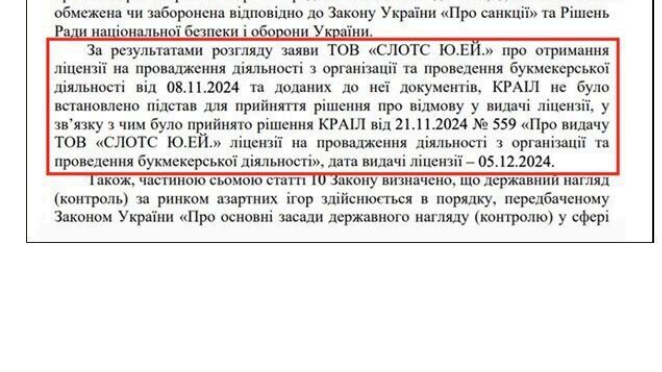 обмежена чи заборонена відповідно до Закону України «Про санкції» та Рішень
Ради національної безпеки і оборони України.
За результатами розгляду заяви ТОВ «СЛОТС Ю.ЕЙ.» про отримання
ліцензії на провадження діяльності з організації та проведення букмекерської
діяльності від 08.11.2024 та доданих до неї документів, КРАІЛ не було
встановлено підстав для прийняття рішення про відмову у видачі ліцензії, у
зв’язку з чим було прийнято рішення КРАІЛ від 21.11.2024 № 559 «Про видачу
ТОВ «СЛОТС Ю.ЕЙ.» ліцензії на провадження діяльності з організації та
проведення букмекерської діяльності», дата видачі ліцензії – 05.12.2024.
Також, частиною сьомою статті 10 Закону визначено, що державний нагляд
(контроль) за ринком азартних ігор здійснюється в порядку, передбаченому
Законом України «Про основні засади державного нагляду (контролю) у сфері